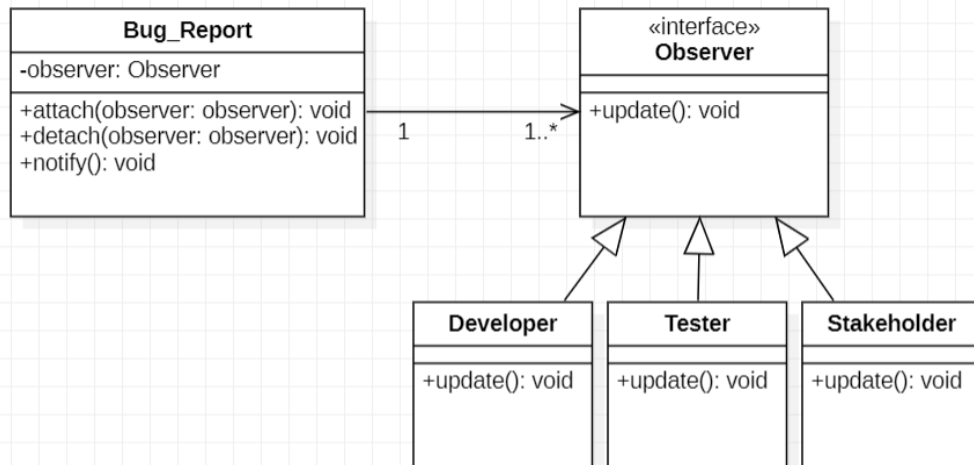 Bug_Report
-observer: Observer
+attach(observer: observer): void
+detach(observer: observer): void
+notify(): void
1
1..*
«interface»
Observer
+update(): void
Developer
+update(): void
Tester
+update(): void
Stakeholder
+update(): void